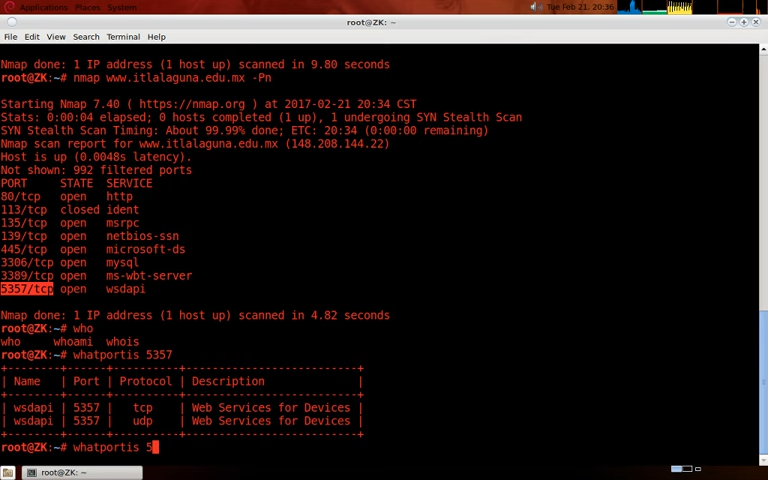 Applications Places System Tue Feb 21, 20:36
root@ZK: ~
File Edit View Search Terminal Help
Nmap done: 1 IP address (1 host up) scanned in 9.80 seconds
root@ZK:~# nmap www.itlalaguna.edu.mx -Pn
Starting Nmap 7.40 ( https://nmap.org ) at 2017-02-21 20:34 CST
Stats: 0:00:04 elapsed; 0 hosts completed (1 up), 1 undergoing SYN Stealth Scan
SYN Stealth Scan Timing: About 99.99% done; ETC: 20:34 (0:00:00 remaining)
Nmap scan report for www.itlalaguna.edu.mx (148.208.144.22)
Host is up (0.0048s latency).
Not shown: 992 filtered ports
PORT STATE SERVICE
80/tcp open http
113/tcp closed ident
135/tcp open msrpc
139/tcp open netbios-ssn
445/tcp open microsoft-ds
3306/tcp open mysql
3389/tcp open ms-wbt-server
5357/tcp open wsdapi
Nmap done: 1 IP address (1 host up) scanned in 4.82 seconds
root@ZK:~# who
who whoami whois
root@ZK:~# whatportis 5357
+--------+------+----------+--------------------------+
| Name | Port | Protocol | Description |
+--------+------+----------+--------------------------+
| wsdapi | 5357 | tcp | Web Services for Devices |
| wsdapi | 5357 | udp | Web Services for Devices |
+--------+------+----------+--------------------------+
root@ZK:~# whatportis 5
root@ZK: ~